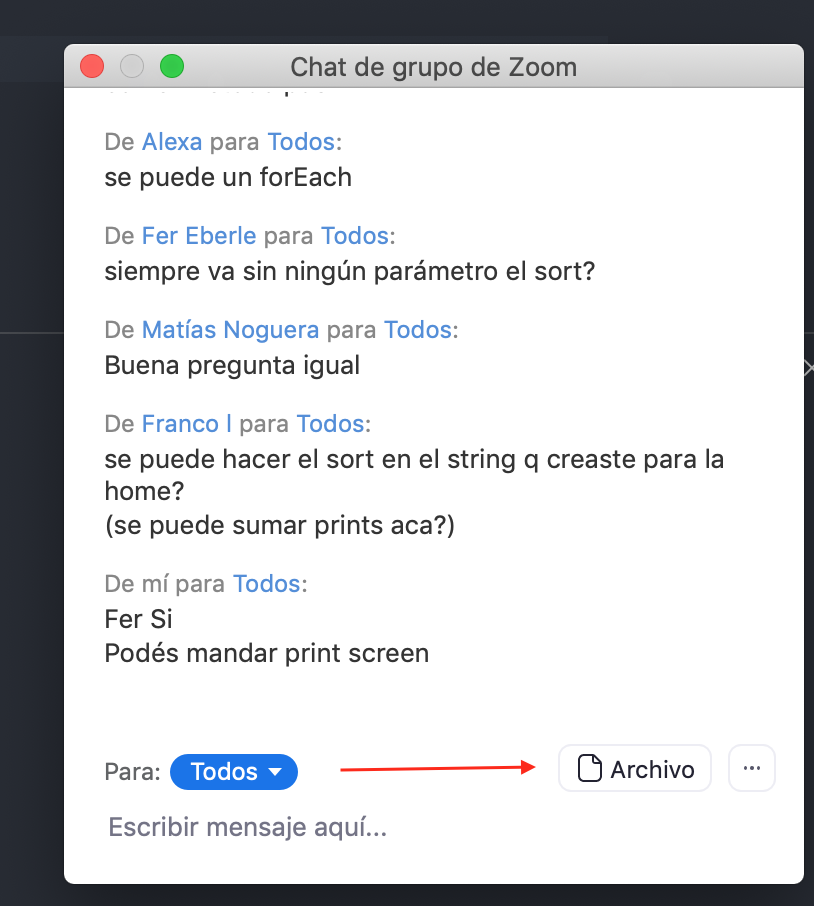 Chat de grupo de Zoom
De Alexa para Todos:
se puede un forEach
De Fer Eberle para Todos:
siempre va sin ningún parámetro el sort?
De Matías Noguera para Todos:
Buena pregunta igual
De Franco l para Todos:
se puede hacer el sort en el string q creaste para la
home?
(se puede sumar prints aca?)
De mí para Todos:
Fer Si
Podés mandar print screen
Para: Todos
Archivo
...
Escribir mensaje aquí...